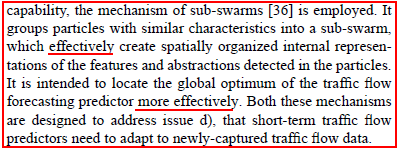 capability, the mechanism of sub-swarms [36] is employed. It
groups particles with similar characteristics into a sub-swarm,
which effectively create spatially organized internal represen-
tations of the features and abstractions detected in the particles.
It is intended to locate the global optimum of the traffic flow
forecasting predictor more effectively. Both these mechanisms
are designed to address issue d), that short-term traffic flow
predictors need to adapt to newly-captured traffic flow data.